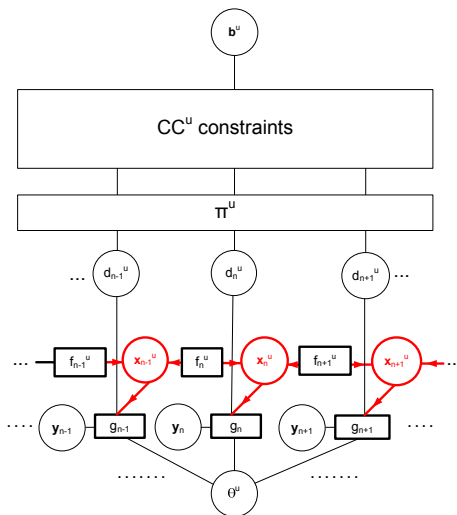 b^u
CC^u constraints
π^u
... d_{n-1}^u d_n^u d_{n+1}^u ...
... f_{n-1}^u x_{n-1}^u f_n^u x_n^u f_{n+1}^u x_{n+1}^u ...
.... y_{n-1} g_{n-1} y_n g_n y_{n+1} g_{n+1} ....
....... θ^u .......